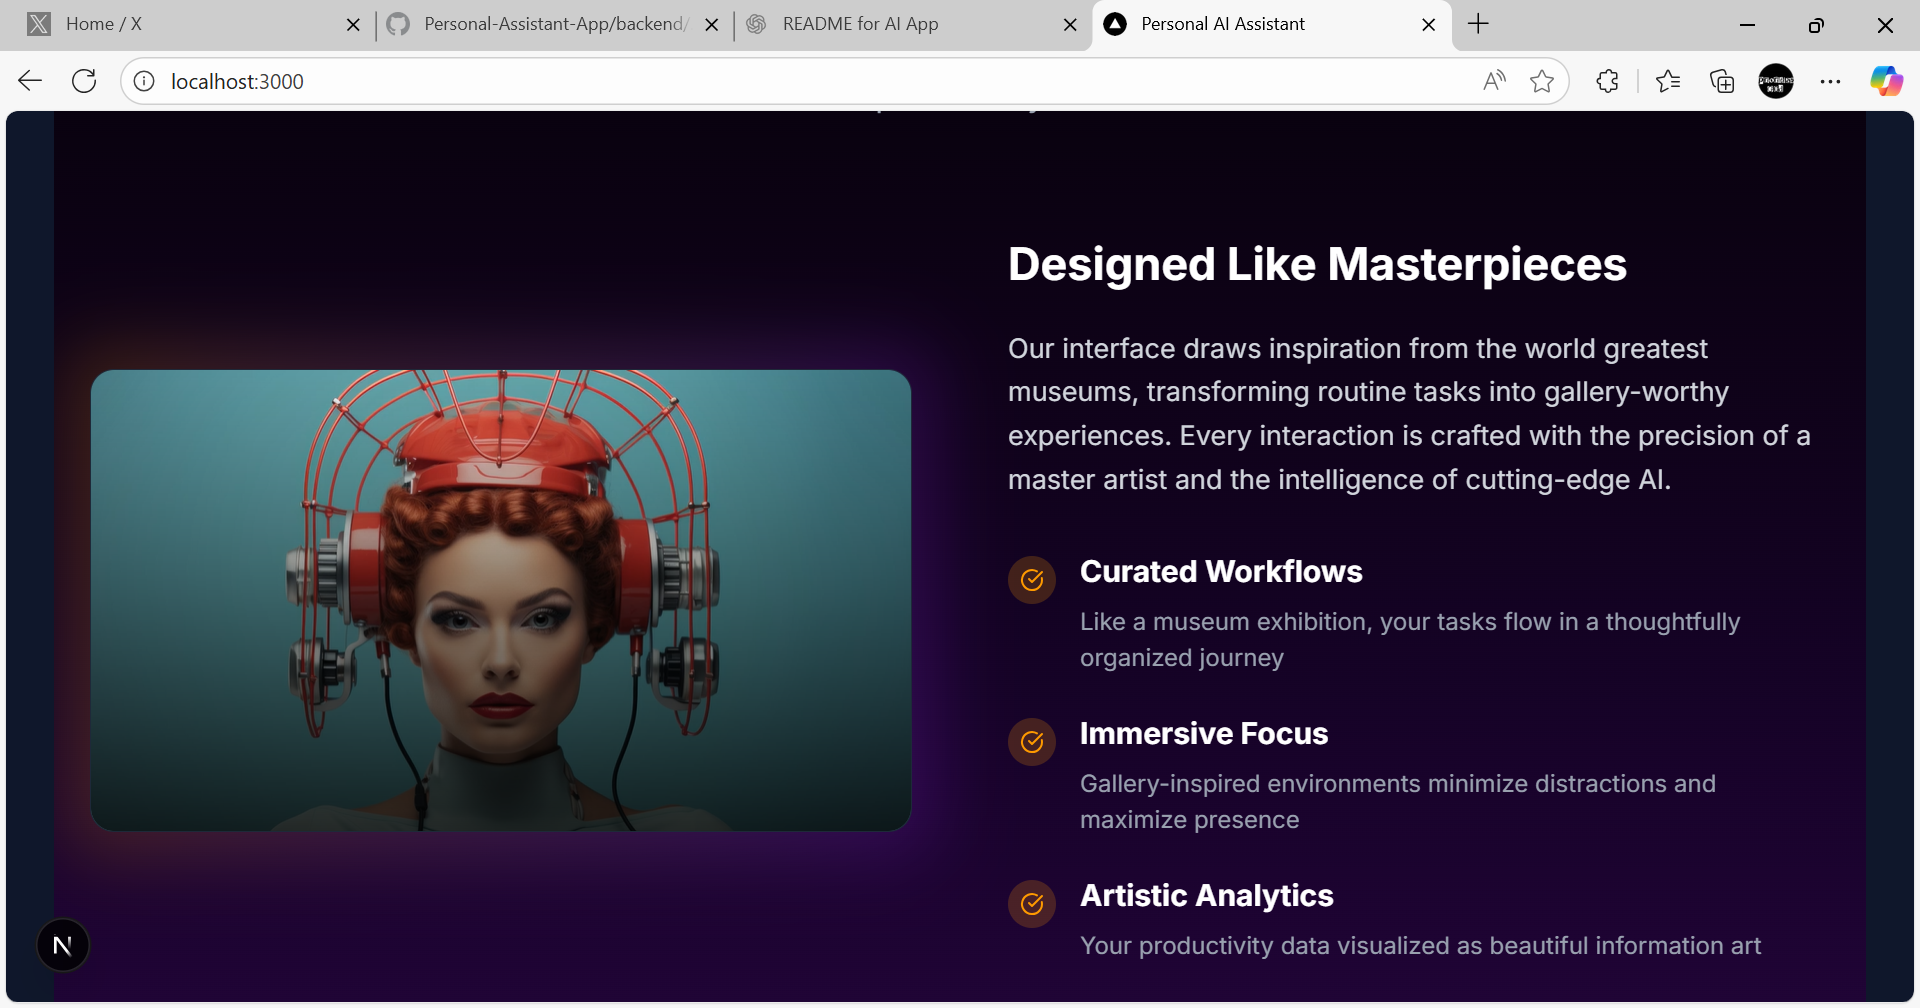 Home / X
Personal-Assistant-App/backend/
README for AI App
Personal AI Assistant
localhost:3000
Designed Like Masterpieces
Our interface draws inspiration from the world greatest
museums, transforming routine tasks into gallery-worthy
experiences. Every interaction is crafted with the precision of a
master artist and the intelligence of cutting-edge AI.
Curated Workflows
Like a museum exhibition, your tasks flow in a thoughtfully
organized journey
Immersive Focus
Gallery-inspired environments minimize distractions and
maximize presence
Artistic Analytics
Your productivity data visualized as beautiful information art
N